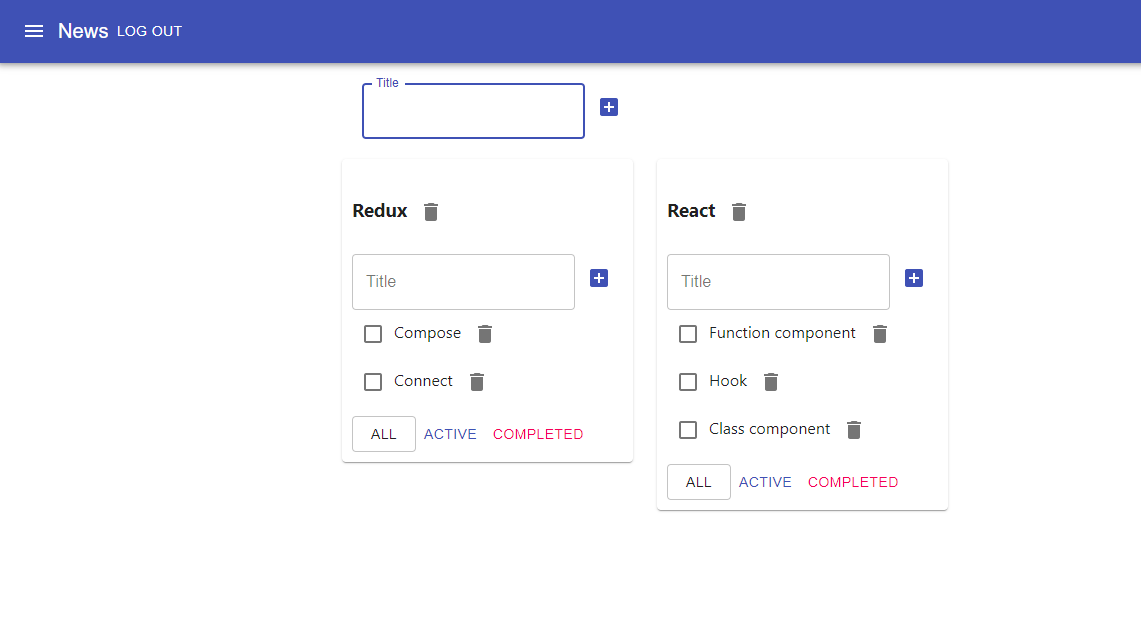 News LOG OUT
Title
Redux
Title
Compose
Connect
ALL ACTIVE COMPLETED
React
Title
Function component
Hook
Class component
ALL ACTIVE COMPLETED